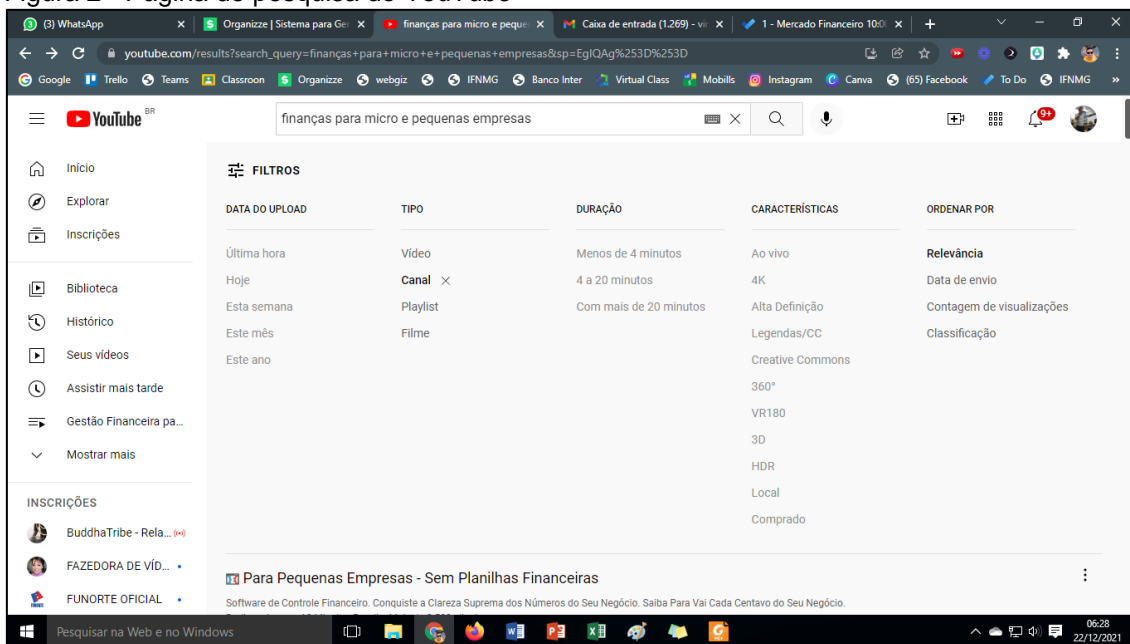 Figura 2 - Página de pesquisa do YouTube
(3) WhatsApp
Organizze | Sistema para Ger
finanças para micro e peque
Caixa de entrada (1.269) - vir
1 - Mercado Financeiro 10:0
youtube.com/results?search_query=finanças+para+micro+e+pequenas+empresas&sp=EgIQAg%253D%253D
Google Trello Teams Classroon Organizze webgiz IFNMG Banco Inter Virtual Class Mobills Instagram Canva (65) Facebook To Do IFNMG »
YouTube BR
finanças para micro e pequenas empresas
9+
Início
Explorar
Inscrições
Biblioteca
Histórico
Seus vídeos
Assistir mais tarde
Gestão Financeira pa...
Mostrar mais
INSCRIÇÕES
BuddhaTribe - Rela...
FAZEDORA DE VÍD...
FUNORTE OFICIAL
FILTROS
DATA DO UPLOAD
Última hora
Hoje
Esta semana
Este mês
Este ano
TIPO
Vídeo
Canal
Playlist
Filme
DURAÇÃO
Menos de 4 minutos
4 a 20 minutos
Com mais de 20 minutos
CARACTERÍSTICAS
Ao vivo
4K
Alta Definição
Legendas/CC
Creative Commons
360°
VR180
3D
HDR
Local
Comprado
ORDENAR POR
Relevância
Data de envio
Contagem de visualizações
Classificação
Para Pequenas Empresas - Sem Planilhas Financeiras
Software de Controle Financeiro. Conquiste a Clareza Suprema dos Números do Seu Negócio. Saiba Para Vai Cada Centavo do Seu Negócio.
Pesquisar na Web e no Windows
06:28
22/12/2021